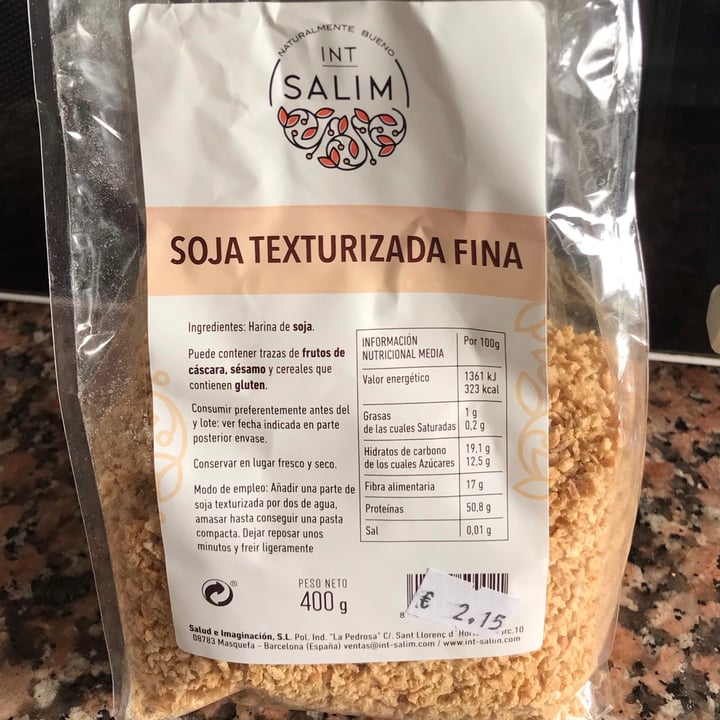 NATURALMENTE BUENO
INT
SALIM
SOJA TEXTURIZADA FINA
Ingredientes: Harina de soja.
Puede contener trazas de frutos de
cáscara, sésamo y cereales que
contienen gluten.
Consumir preferentemente antes del
y lote: ver fecha indicada en parte
posterior envase.
Conservar en lugar fresco y seco.
Modo de empleo: Añadir una parte de
soja texturizada por dos de agua,
amasar hasta conseguir una pasta
compacta. Dejar reposar unos
minutos y freir ligeramente
INFORMACIÓN Por 100g
NUTRICIONAL MEDIA
Valor energético 1361 kJ
323 kcal
Grasas 1 g
de las cuales Saturadas 0,2 g
Hidratos de carbono 19,1 g
de los cuales Azúcares 12,5 g
Fibra alimentaria 17 g
Proteínas 50,8 g
Sal 0,01 g
®
PESO NETO
400 g
8
€ 2.15
Salud e Imaginación, S.L. Pol. Ind. "La Pedrosa" C/. Sant Llorenç d' 10
08783 Masquefa - Barcelona (España) ventas@int-salim.com / www.int-salim.com